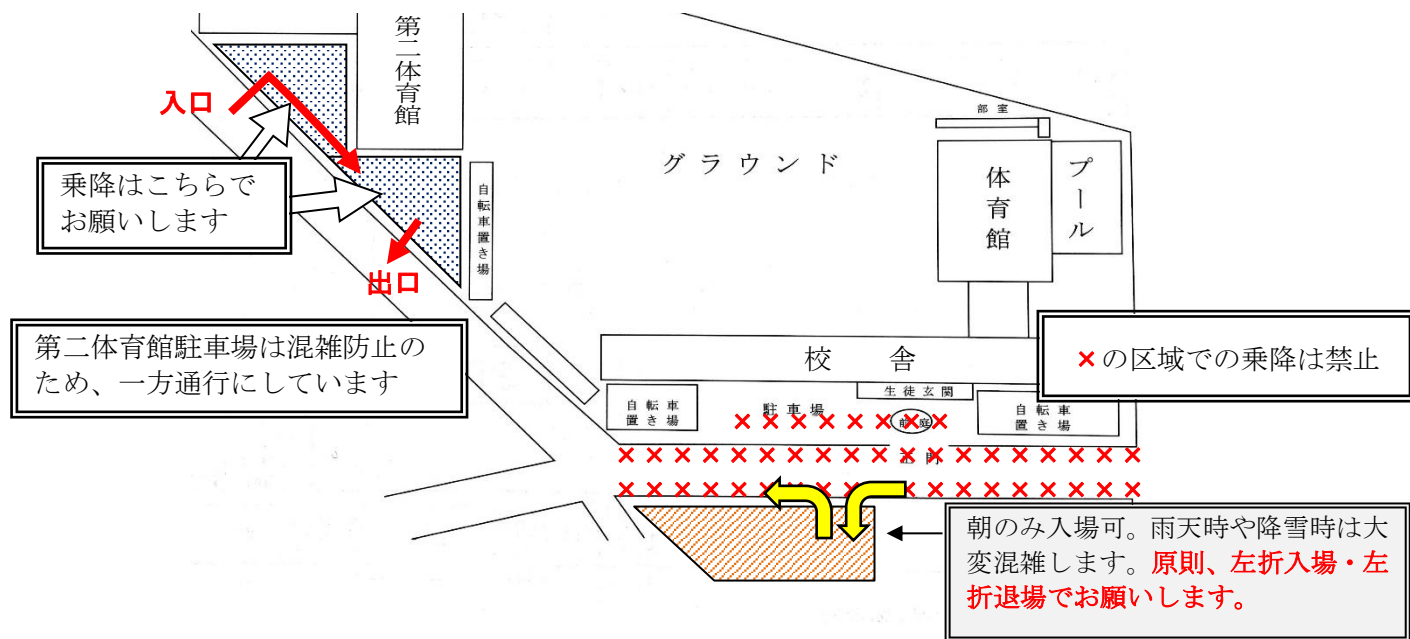 第二体育館
入口
部室
グラウンド
体育館
プール
乗降はこちらで
お願いします
自転車置き場
出口
第二体育館駐車場は混雑防止の
ため、一方通行にしています
校舎
×の区域での乗降は禁止
生徒玄関
自転車
置き場
駐車場
前庭
自転車
置き場
正門
朝のみ入場可。雨天時や降雪時は大
変混雑します。原則、左折入場・左
折退場でお願いします。